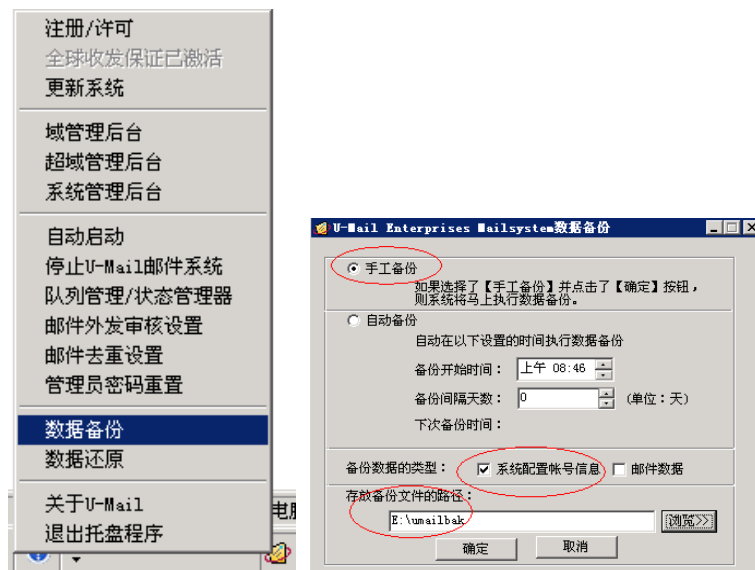 注册/许可
全球收发保证已激活
更新系统
域管理后台
超域管理后台
系统管理后台
自动启动
停止U-Mail邮件系统
队列管理/状态管理器
邮件外发审核设置
邮件去重设置
管理员密码重置
数据备份
数据还原
关于U-Mail
退出托盘程序
U-Mail Enterprises Mailsystem数据备份
手工备份
如果选择了【手工备份】并点击了【确定】按钮，
则系统将马上执行数据备份。
自动备份
自动在以下设置的时间执行数据备份
备份开始时间： 上午 08:46
备份间隔天数： 0 (单位：天)
下次备份时间：
备份数据的类型： 系统配置帐号信息 邮件数据
存放备份文件的路径：
E:\umailbak 浏览>>
确定 取消